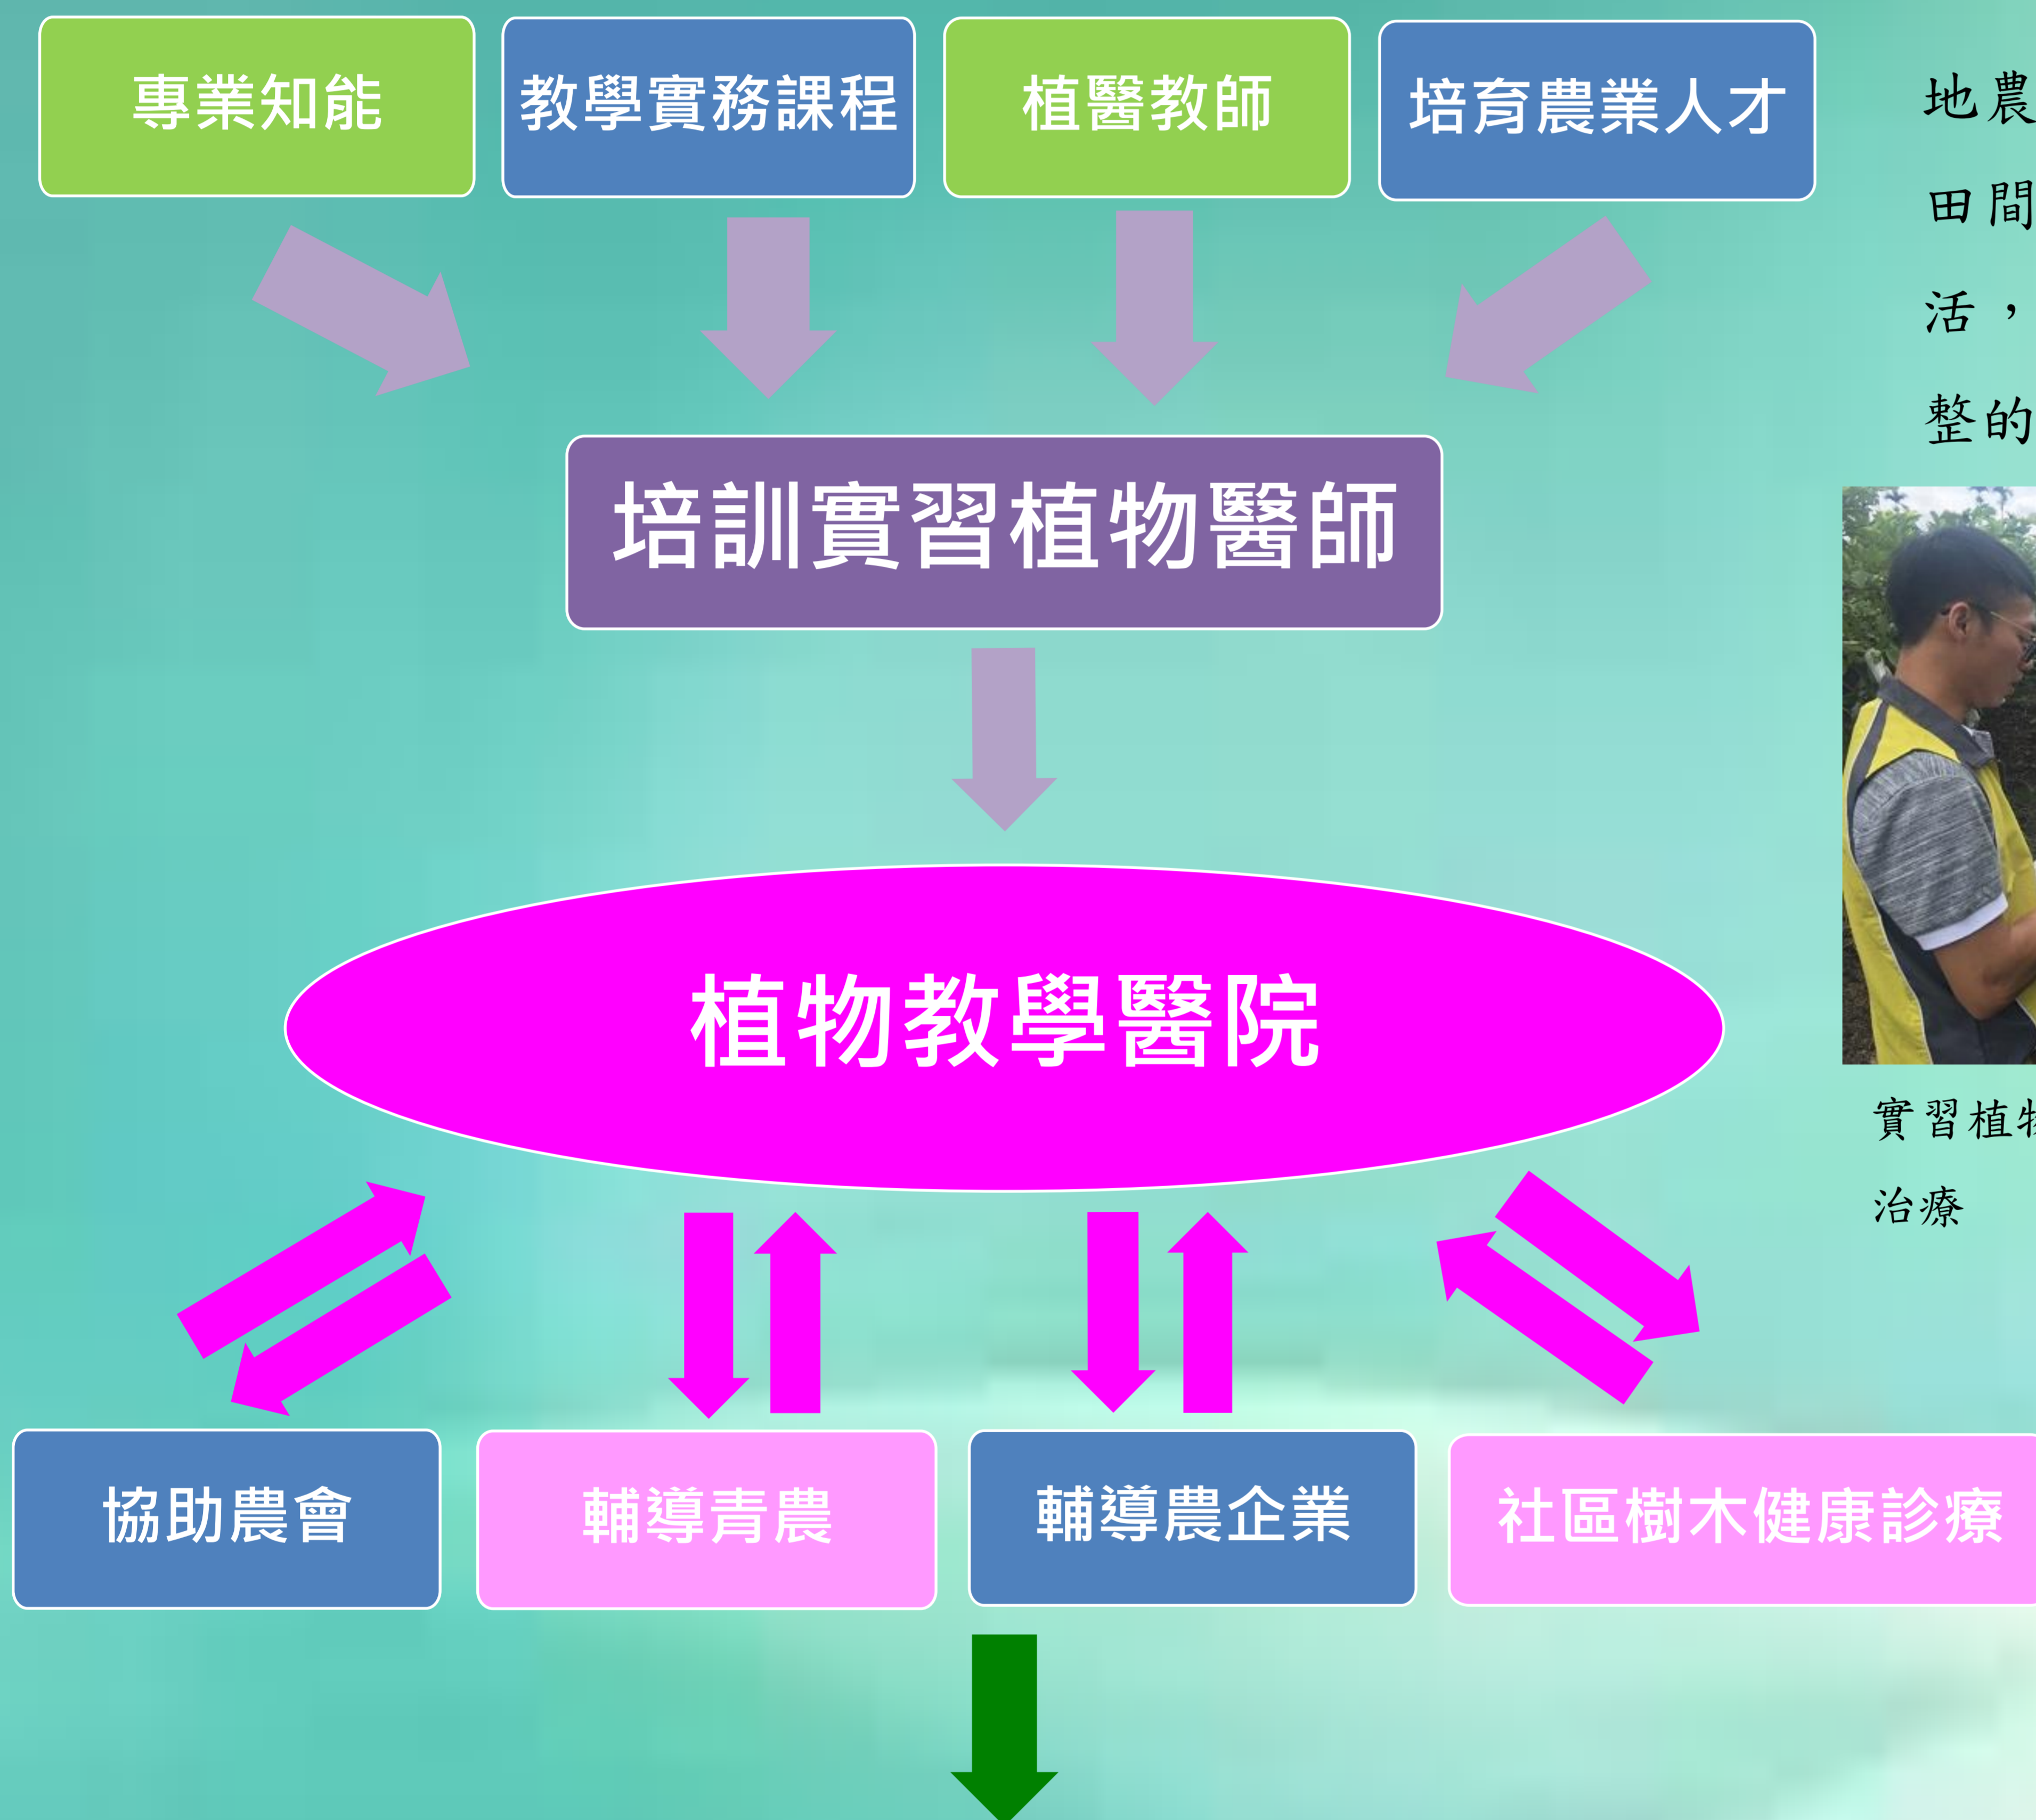 專業知能
教學實務課程
植醫教師
培育農業人才
培訓實習植物醫師
植物教學醫院
協助農會
輔導青農
輔導農企業
社區樹木健康診療
地農
田間
活，
整的
實習植物
治療